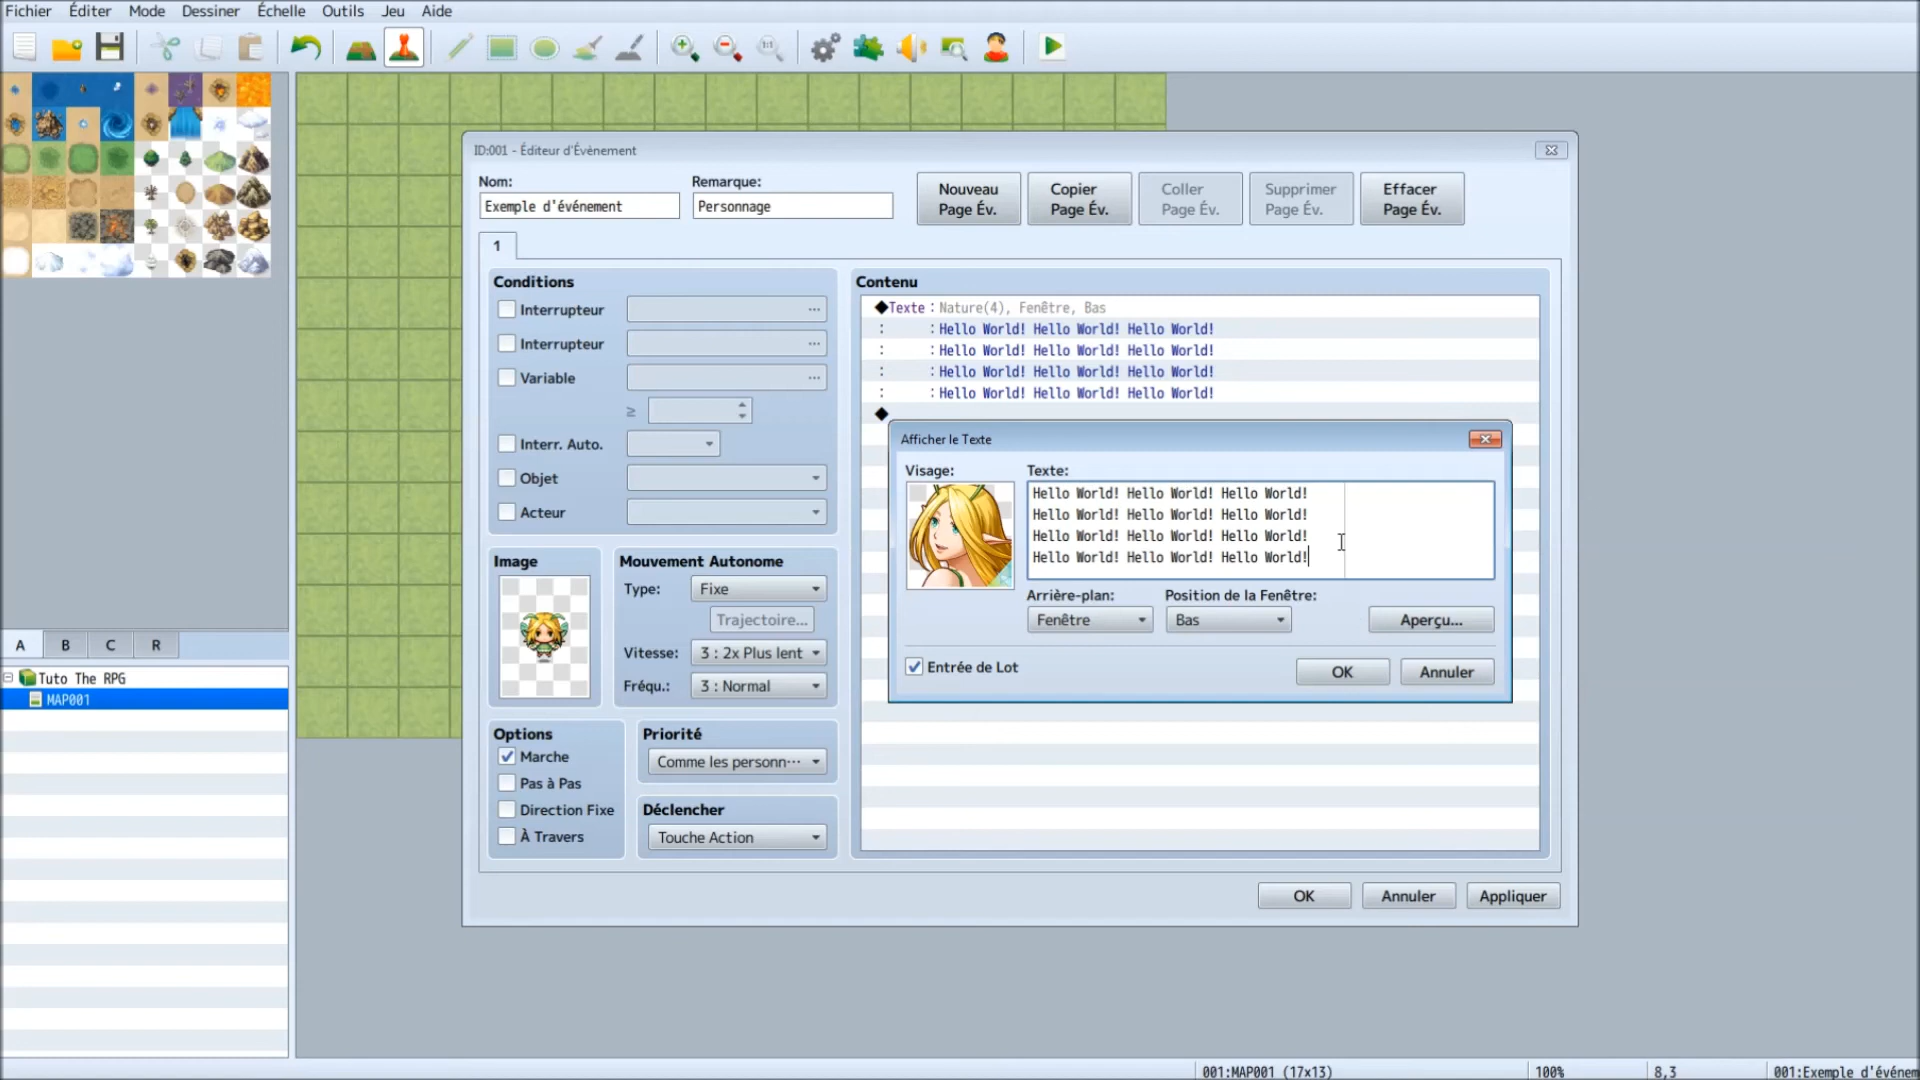 Fichier Éditer Mode Dessiner Échelle Outils Jeu Aide
1:1
ID:001 - Éditeur d'Évènement
Nom: Remarque:
Exemple d'événement Personnage
Nouveau Page Év. Copier Page Év. Coller Page Év. Supprimer Page Év. Effacer Page Év.
1
Conditions
Interrupteur ...
Interrupteur ...
Variable ...
≥
Interr. Auto.
Objet
Acteur
Image
Mouvement Autonome
Type: Fixe
Trajectoire...
Vitesse: 3 : 2x Plus lent
Fréqu.: 3 : Normal
Options
Marche
Pas à Pas
Direction Fixe
À Travers
Priorité
Comme les personn···
Déclencher
Touche Action
Contenu
◆Texte : Nature(4), Fenêtre, Bas
: : Hello World! Hello World! Hello World!
: : Hello World! Hello World! Hello World!
: : Hello World! Hello World! Hello World!
: : Hello World! Hello World! Hello World!
◆
Afficher le Texte
Visage: Texte:
Hello World! Hello World! Hello World!
Hello World! Hello World! Hello World!
Hello World! Hello World! Hello World!
Hello World! Hello World! Hello World!
Arrière-plan: Position de la Fenêtre:
Fenêtre Bas Aperçu...
Entrée de Lot OK Annuler
OK Annuler Appliquer
A B C R
Tuto The RPG
MAP001
001:MAP001 (17x13) 100% 8,3 001:Exemple d'événem